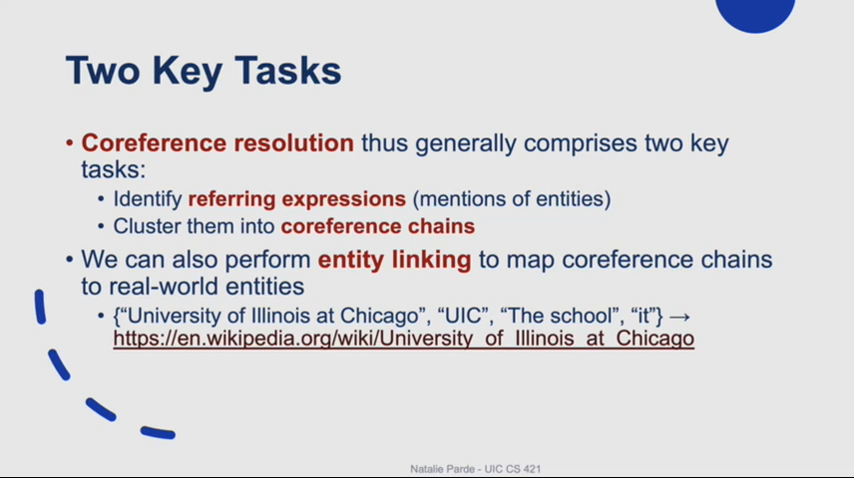 Two Key Tasks
• Coreference resolution thus generally comprises two key
tasks:
• Identify referring expressions (mentions of entities)
• Cluster them into coreference chains
• We can also perform entity linking to map coreference chains
to real-world entities
• {“University of Illinois at Chicago”, “UIC”, “The school”, “it”} →
https://en.wikipedia.org/wiki/University_of_Illinois_at_Chicago
Natalie Parde - UIC CS 421